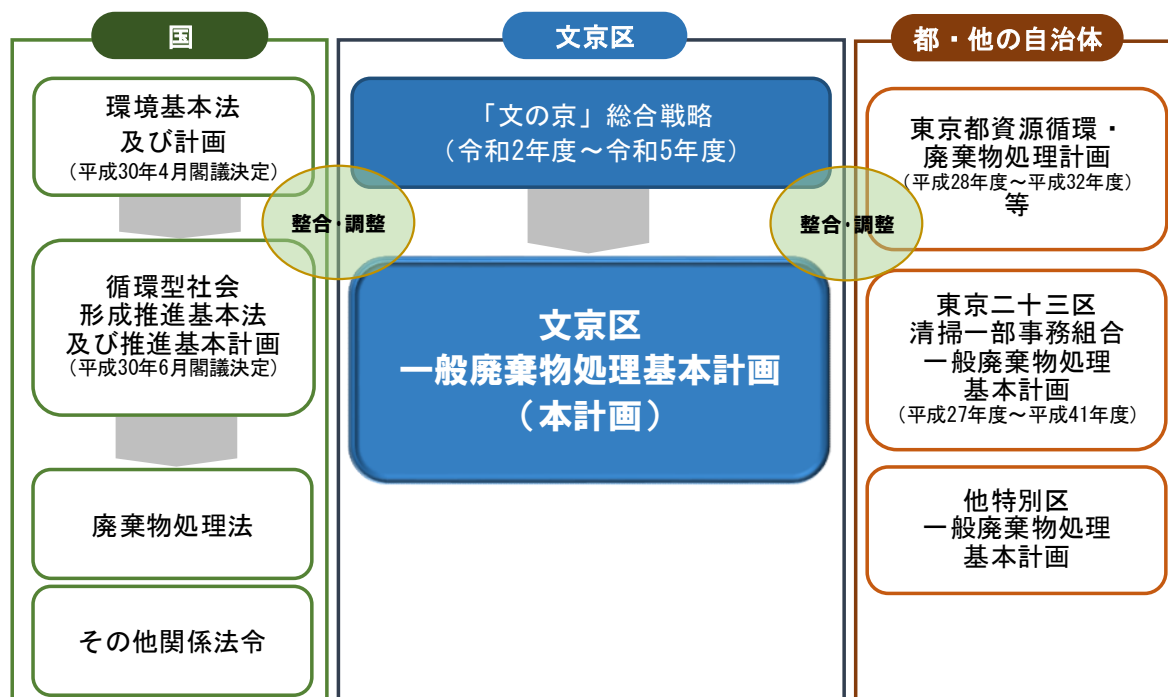 国
環境基本法
及び計画
（平成30年4月閣議決定）
循環型社会
形成推進基本法
及び推進基本計画
（平成30年6月閣議決定）
廃棄物処理法
その他関係法令
整合・調整
文京区
「文の京」総合戦略
（令和2年度～令和5年度）
文京区
一般廃棄物処理基本計画
（本計画）
整合・調整
都・他の自治体
東京都資源循環・
廃棄物処理計画
（平成28年度～平成32年度）
等
東京二十三区
清掃一部事務組合
一般廃棄物処理
基本計画
（平成27年度～平成41年度）
他特別区
一般廃棄物処理
基本計画